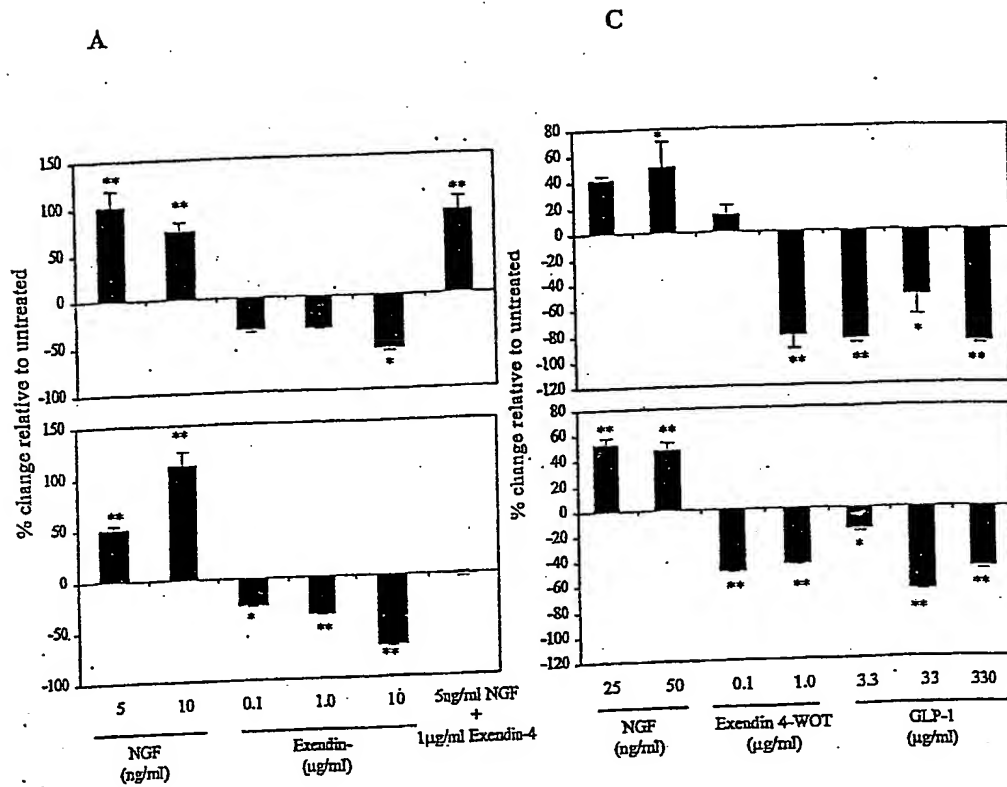 A
% change relative to untreated
150
100
50
0
-50
-100
** ** * **
150
100
50
0
-50
-100
** ** * ** **
5 10 0.1 1.0 10 5ng/ml NGF
+
1µg/ml Exendin-4
NGF
(ng/ml)
Exendin-
(µg/ml)
C
% change relative to untreated
80
60
40
20
0
-20
-40
-60
-80
-100
-120
* ** ** * **
80
60
40
20
0
-20
-40
-60
-80
-100
-120
** ** ** ** * ** **
25 50 0.1 1.0 3.3 33 330
NGF
(ng/ml)
Exendin 4-WOT
(µg/ml)
GLP-1
(µg/ml)